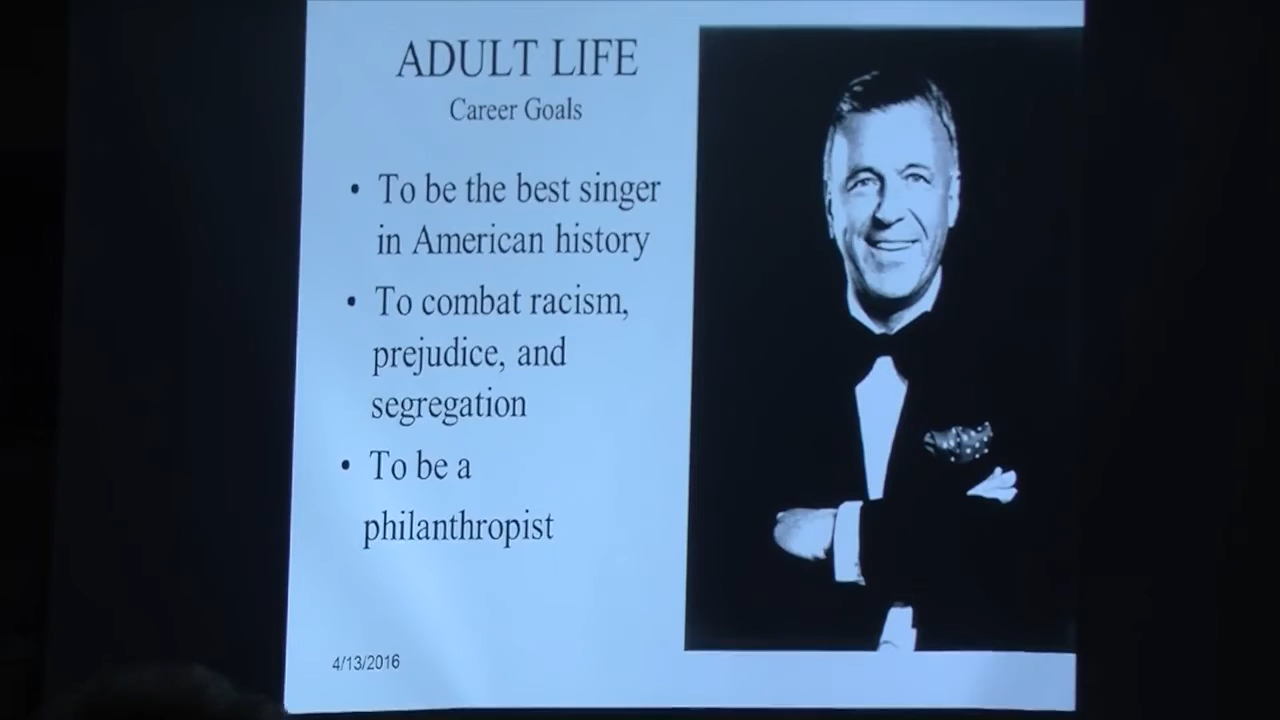 ADULT LIFE
Career Goals
• To be the best singer
in American history
• To combat racism,
prejudice, and
segregation
• To be a
philanthropist
4/13/2016